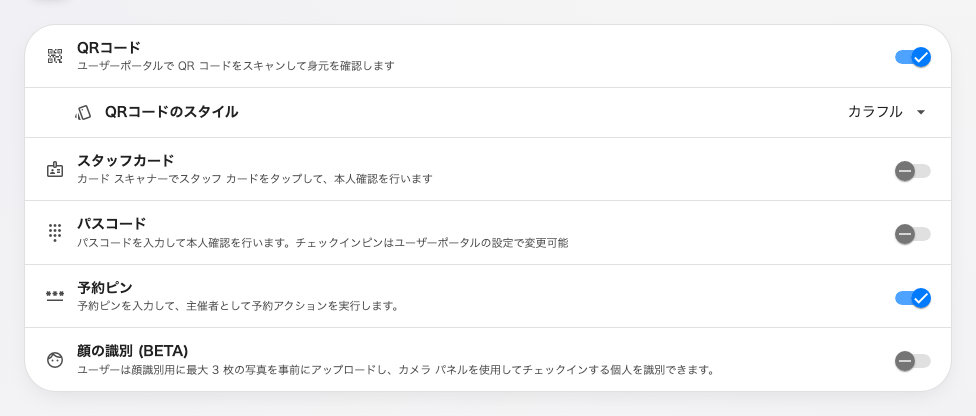 QRコード
ユーザーポータルで QR コードをスキャンして身元を確認します
QRコードのスタイル
カラフル
スタッフカード
カード スキャナーでスタッフ カードをタップして、本人確認を行います
パスコード
パスコードを入力して本人確認を行います。チェックインピンはユーザーポータルの設定で変更可能
予約ピン
予約ピンを入力して、主催者として予約アクションを実行します。
顔の識別 (BETA)
ユーザーは顔識別用に最大 3 枚の写真を事前にアップロードし、カメラ パネルを使用してチェックインする個人を識別できます。